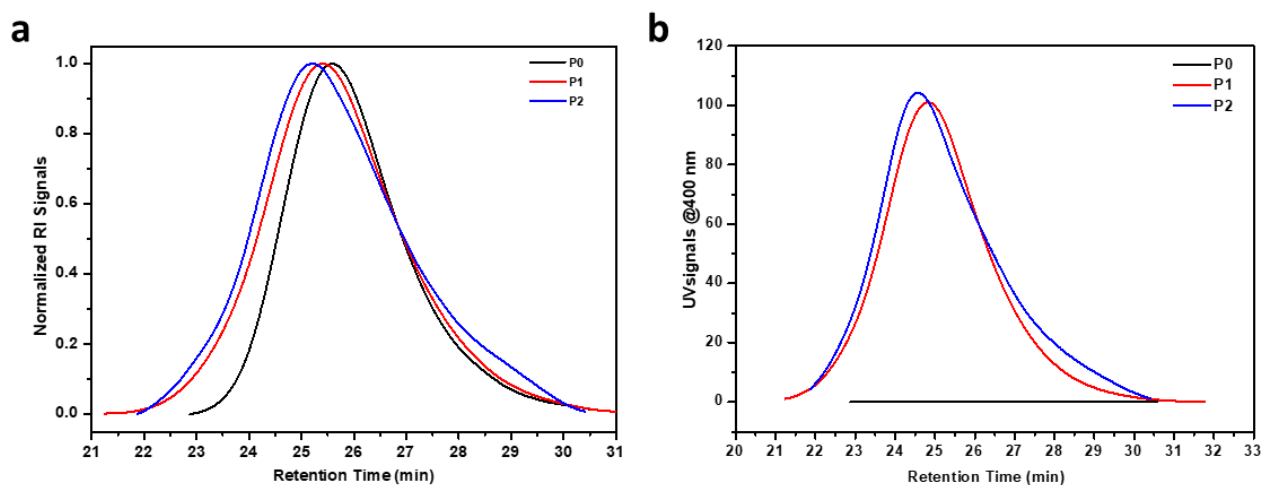 a
1.0
0.8
0.6
0.4
0.2
0.0
Normalized RI Signals
P0
P1
P2
21 22 23 24 25 26 27 28 29 30 31
Retention Time (min)
b
120
100
80
60
40
20
0
UVsignals @400 nm
P0
P1
P2
20 21 22 23 24 25 26 27 28 29 30 31 32 33
Retention Time (min)